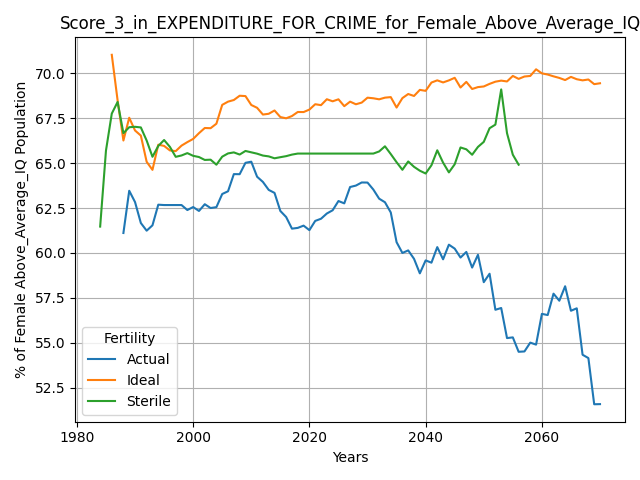 Score_3_in_EXPENDITURE_FOR_CRIME_for_Female_Above_Average_IQ
% of Female Above_Average_IQ Population
70.0
67.5
65.0
62.5
60.0
57.5
55.0
52.5
Fertility
Actual
Ideal
Sterile
1980
2000
2020
2040
2060
Years